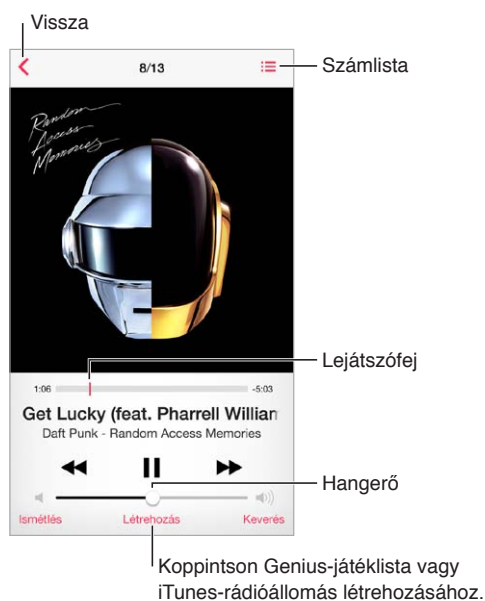 Vissza
8/13
Számlista
Random
Access
Memories
Lejátszófej
1:06
-5:03
Get Lucky (feat. Pharrell Willian
Daft Punk - Random Access Memories
Hangerő
Ismétlés
Létrehozás
Keverés
Koppintson Genius-játéklista vagy
iTunes-rádióállomás létrehozásához.